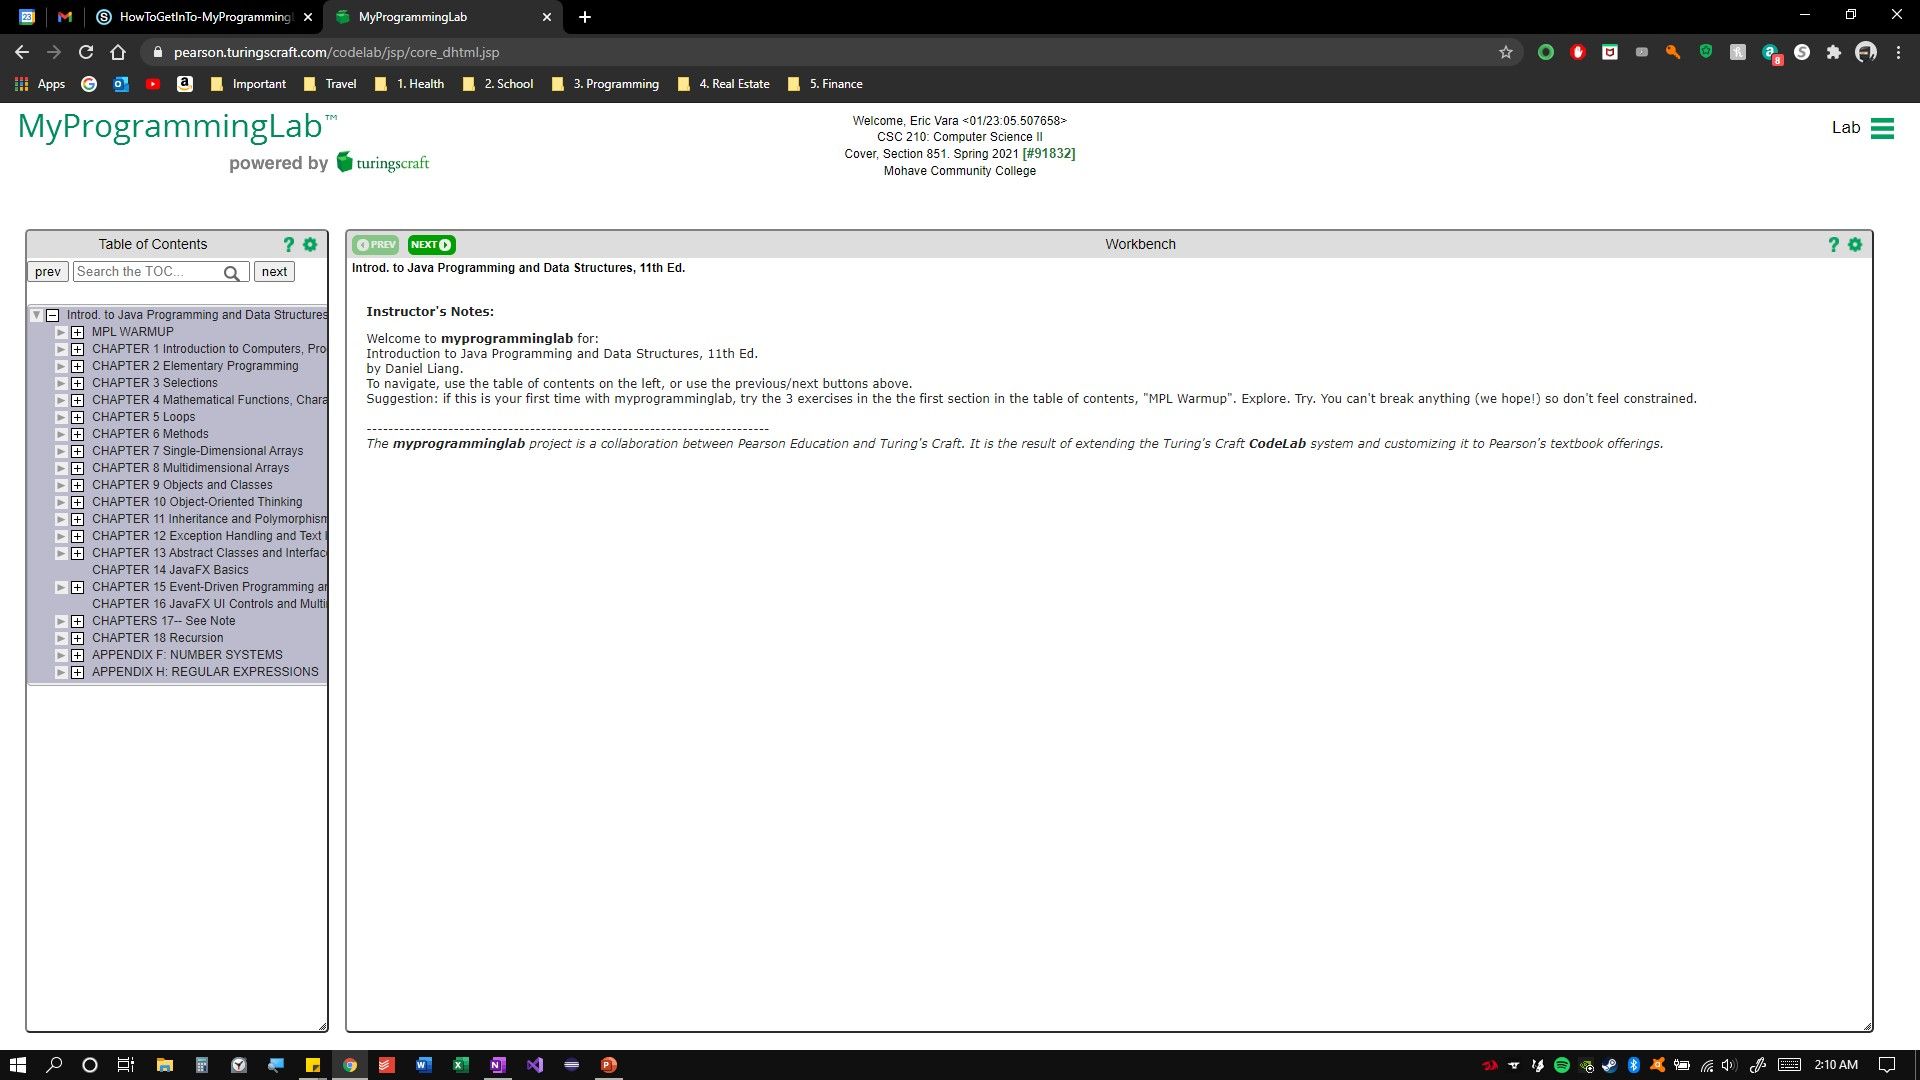 23
HowToGetInTo-MyProgramming
MyProgrammingLab
pearson.turingscraft.com/codelab/jsp/core_dhtml.jsp
8
Apps
Important
Travel
1. Health
2. School
3. Programming
4. Real Estate
5. Finance
MyProgrammingLab™
powered by turingscraft
Welcome, Eric Vara <01/23:05.507658>
CSC 210: Computer Science II
Cover, Section 851. Spring 2021 [#91832]
Mohave Community College
Lab
Table of Contents
?
prev
Search the TOC...
next
Introd. to Java Programming and Data Structures
MPL WARMUP
CHAPTER 1 Introduction to Computers, Pro
CHAPTER 2 Elementary Programming
CHAPTER 3 Selections
CHAPTER 4 Mathematical Functions, Chara
CHAPTER 5 Loops
CHAPTER 6 Methods
CHAPTER 7 Single-Dimensional Arrays
CHAPTER 8 Multidimensional Arrays
CHAPTER 9 Objects and Classes
CHAPTER 10 Object-Oriented Thinking
CHAPTER 11 Inheritance and Polymorphism
CHAPTER 12 Exception Handling and Text I
CHAPTER 13 Abstract Classes and Interfac
CHAPTER 14 JavaFX Basics
CHAPTER 15 Event-Driven Programming an
CHAPTER 16 JavaFX UI Controls and Multi
CHAPTERS 17-- See Note
CHAPTER 18 Recursion
APPENDIX F: NUMBER SYSTEMS
APPENDIX H: REGULAR EXPRESSIONS
PREV
NEXT
Workbench
?
Introd. to Java Programming and Data Structures, 11th Ed.
Instructor's Notes:
Welcome to myprogramminglab for:
Introduction to Java Programming and Data Structures, 11th Ed.
by Daniel Liang.
To navigate, use the table of contents on the left, or use the previous/next buttons above.
Suggestion: if this is your first time with myprogramminglab, try the 3 exercises in the the first section in the table of contents, "MPL Warmup". Explore. Try. You can't break anything (we hope!) so don't feel constrained.
---------------------------------------------------------------------------
The myprogramminglab project is a collaboration between Pearson Education and Turing's Craft. It is the result of extending the Turing's Craft CodeLab system and customizing it to Pearson's textbook offerings.
2:10 AM